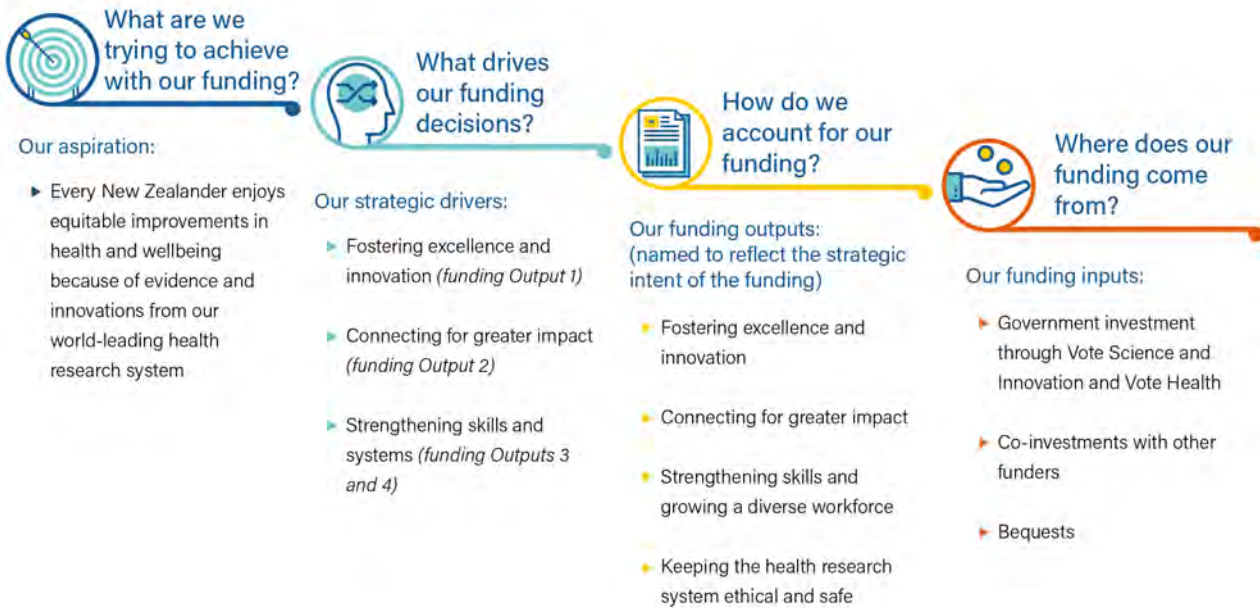 What are we
trying to achieve
with our funding?
Our aspiration:
Every New Zealander enjoys
equitable improvements in
health and wellbeing
because of evidence and
innovations from our
world-leading health
research system
What drives
our funding
decisions?
Our strategic drivers:
Fostering excellence and
innovation (funding Output 1)
Connecting for greater impact
(funding Output 2)
Strengthening skills and
systems (funding Outputs 3
and 4)
How do we
account for our
funding?
Our funding outputs:
(named to reflect the strategic
intent of the funding)
Fostering excellence and
innovation
Connecting for greater impact
Strengthening skills and
growing a diverse workforce
Keeping the health research
system ethical and safe
Where does our
funding come
from?
Our funding inputs:
Government investment
through Vote Science and
Innovation and Vote Health
Co-investments with other
funders
Bequests